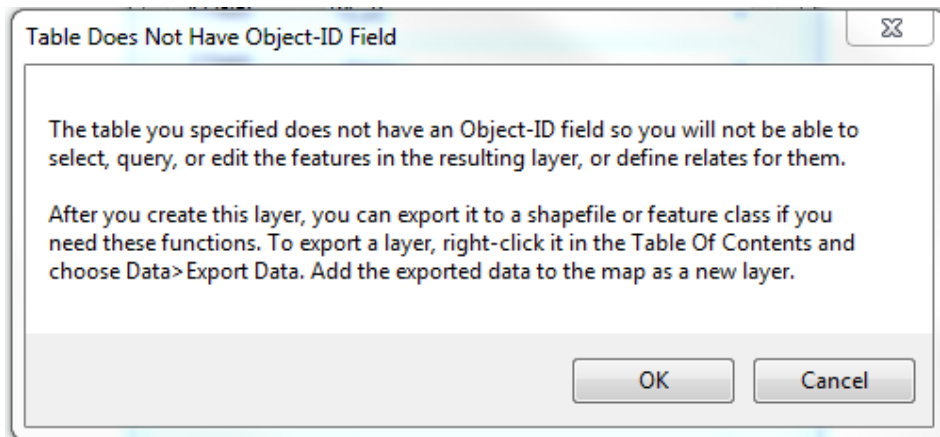 Table Does Not Have Object-ID Field
The table you specified does not have an Object-ID field so you will not be able to
select, query, or edit the features in the resulting layer, or define relates for them.
After you create this layer, you can export it to a shapefile or feature class if you
need these functions. To export a layer, right-click it in the Table Of Contents and
choose Data>Export Data. Add the exported data to the map as a new layer.
OK
Cancel